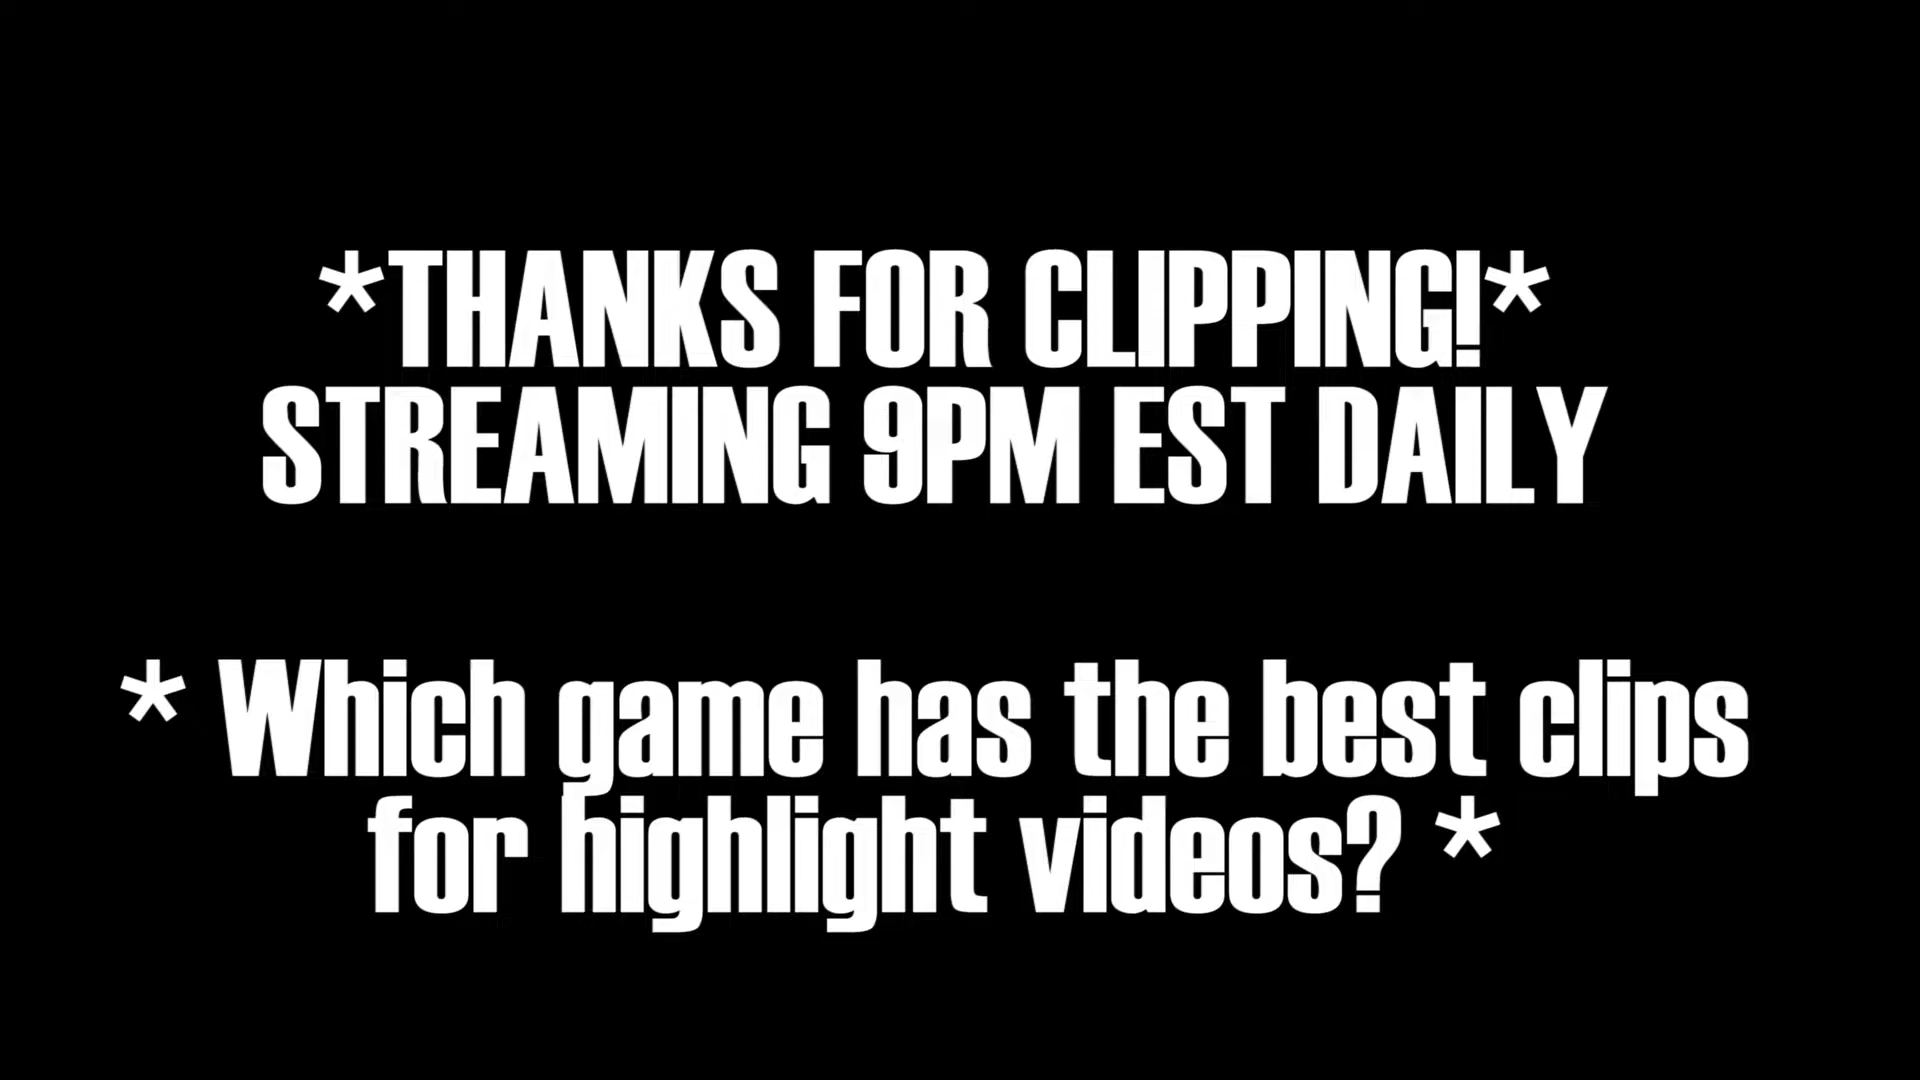 *THANKS FOR CLIPPING!*
STREAMING 9PM EST DAILY
* Which game has the best clips
for highlight videos? *